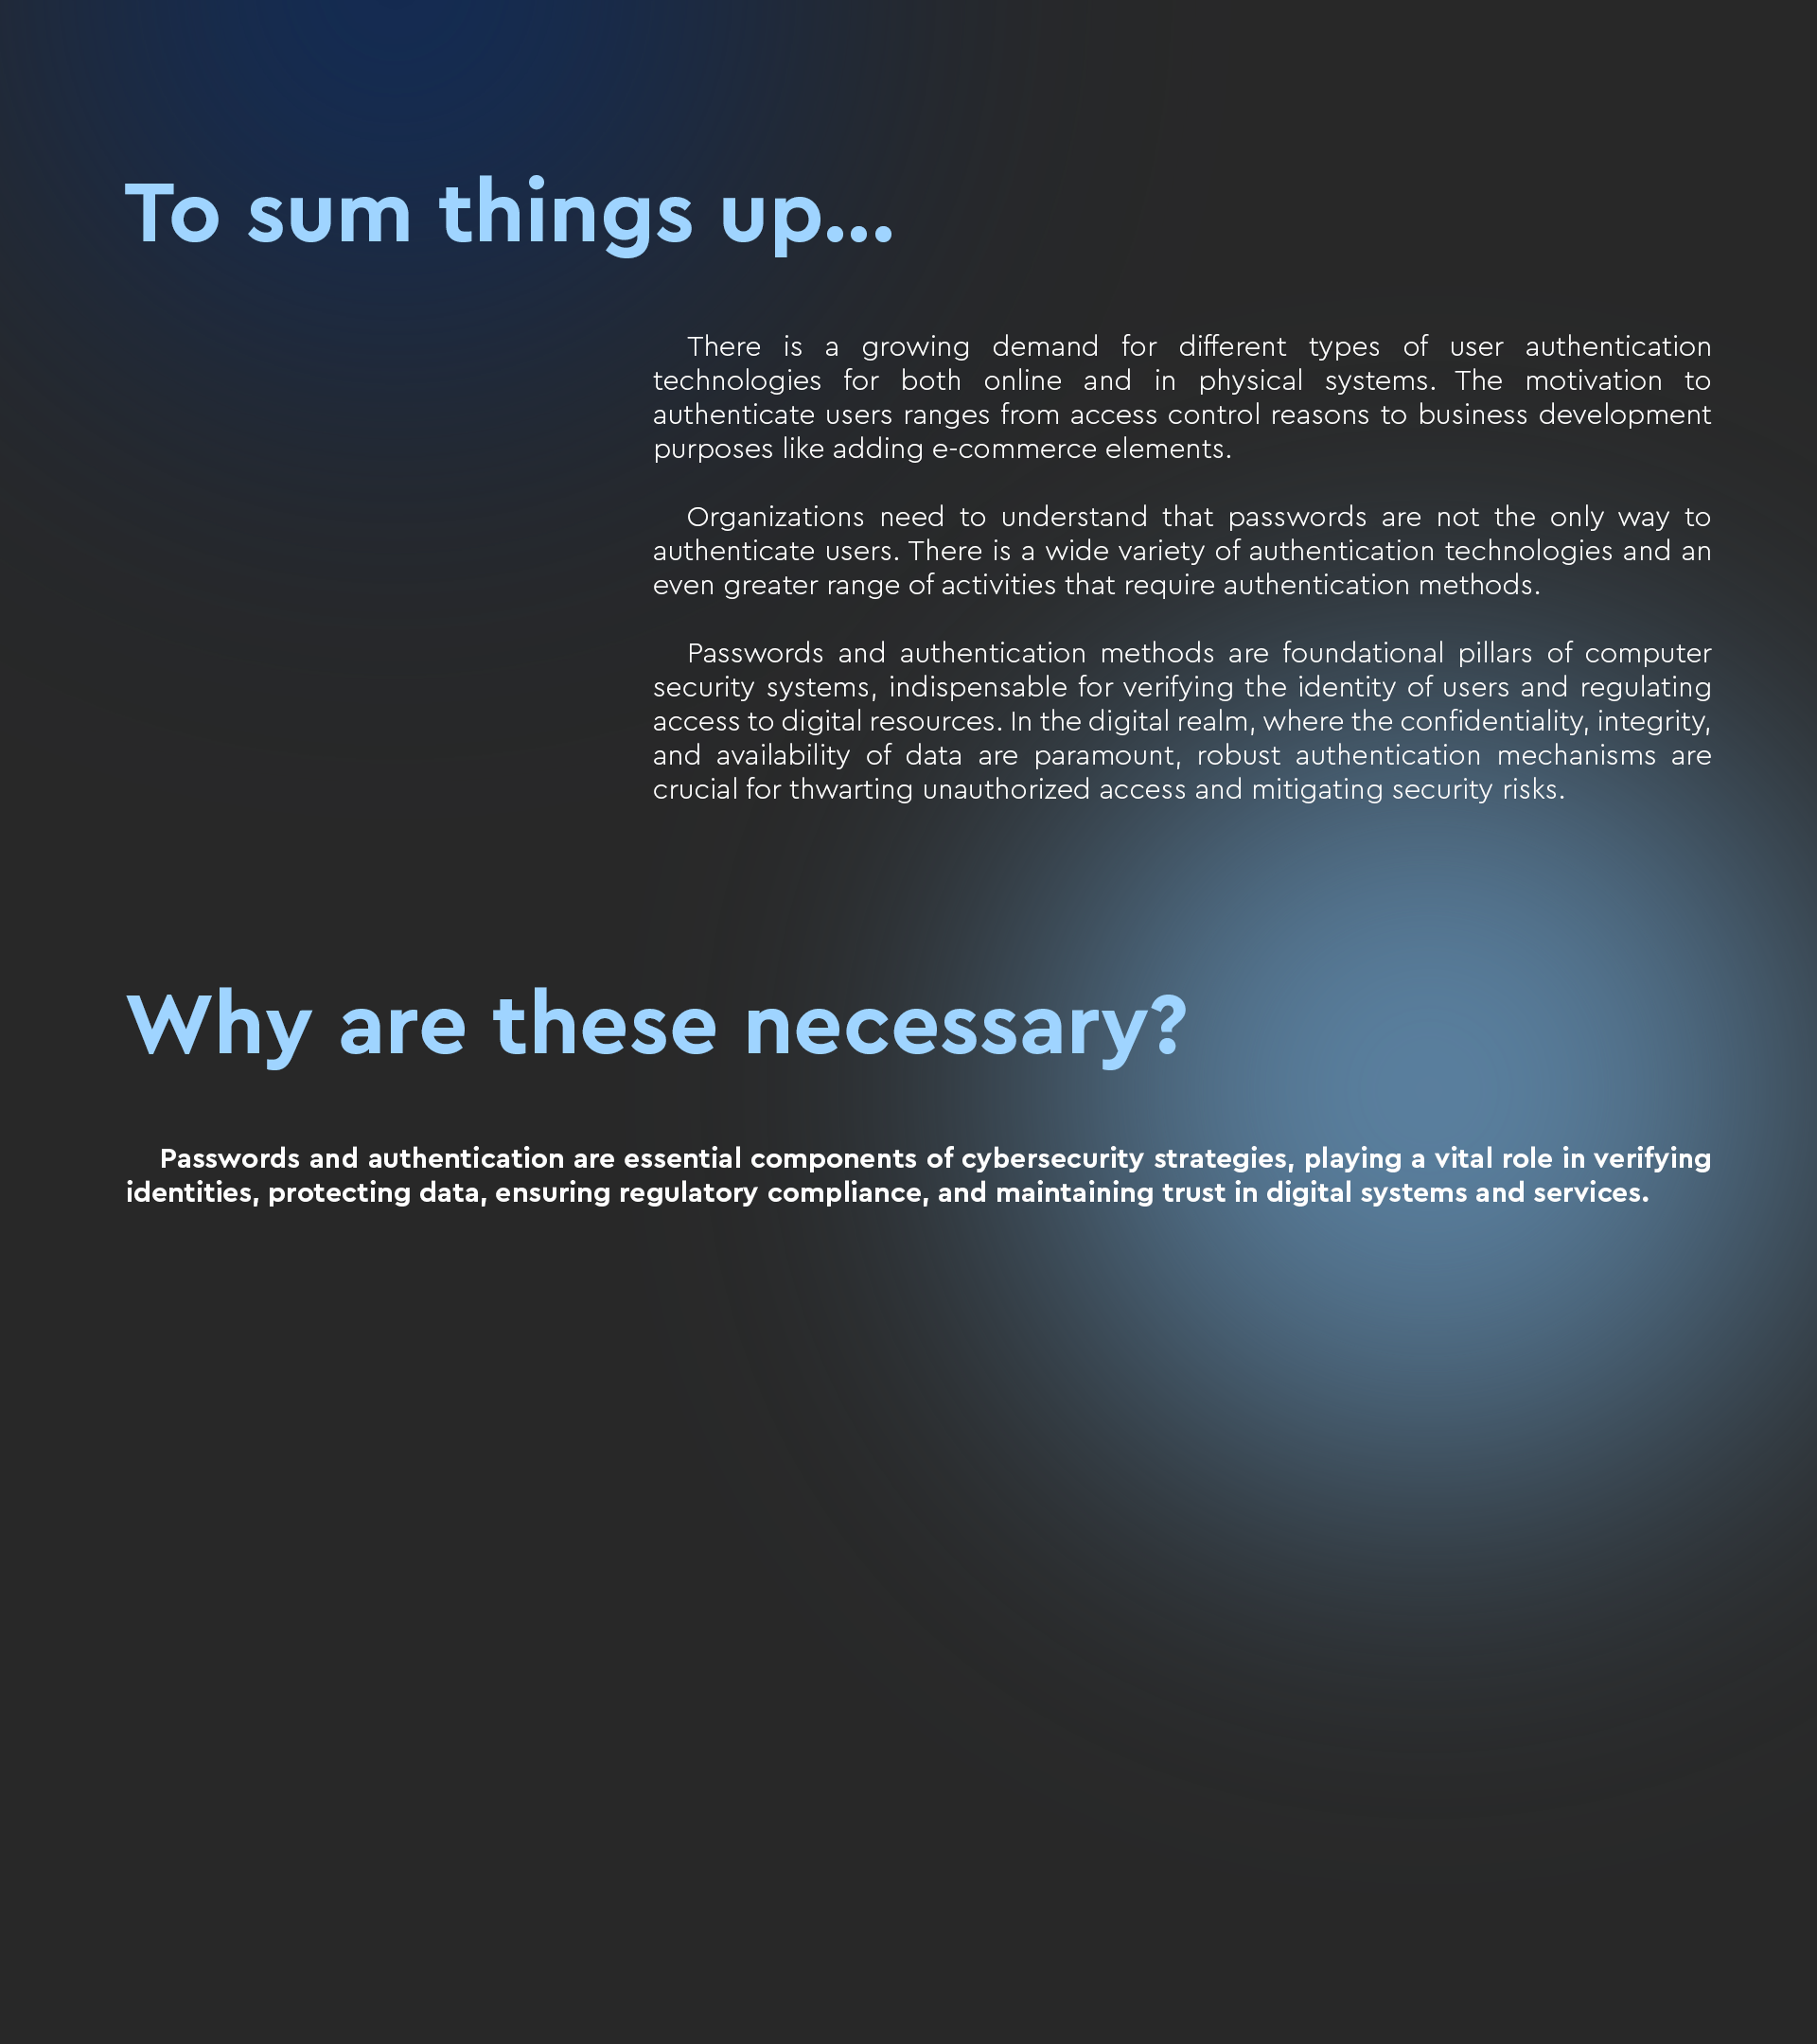 To sum things up...
There is a growing demand for different types of user authentication
technologies for both online and in physical systems. The motivation to
authenticate users ranges from access control reasons to business development
purposes like adding e-commerce elements.
Organizations need to understand that passwords are not the only way to
authenticate users. There is a wide variety of authentication technologies and an
even greater range of activities that require authentication methods.
Passwords and authentication methods are foundational pillars of computer
security systems, indispensable for verifying the identity of users and regulating
access to digital resources. In the digital realm, where the confidentiality, integrity,
and availability of data are paramount, robust authentication mechanisms are
crucial for thwarting unauthorized access and mitigating security risks.
Why are these necessary?
Passwords and authentication are essential components of cybersecurity strategies, playing a vital role in verifying
identities, protecting data, ensuring regulatory compliance, and maintaining trust in digital systems and services.